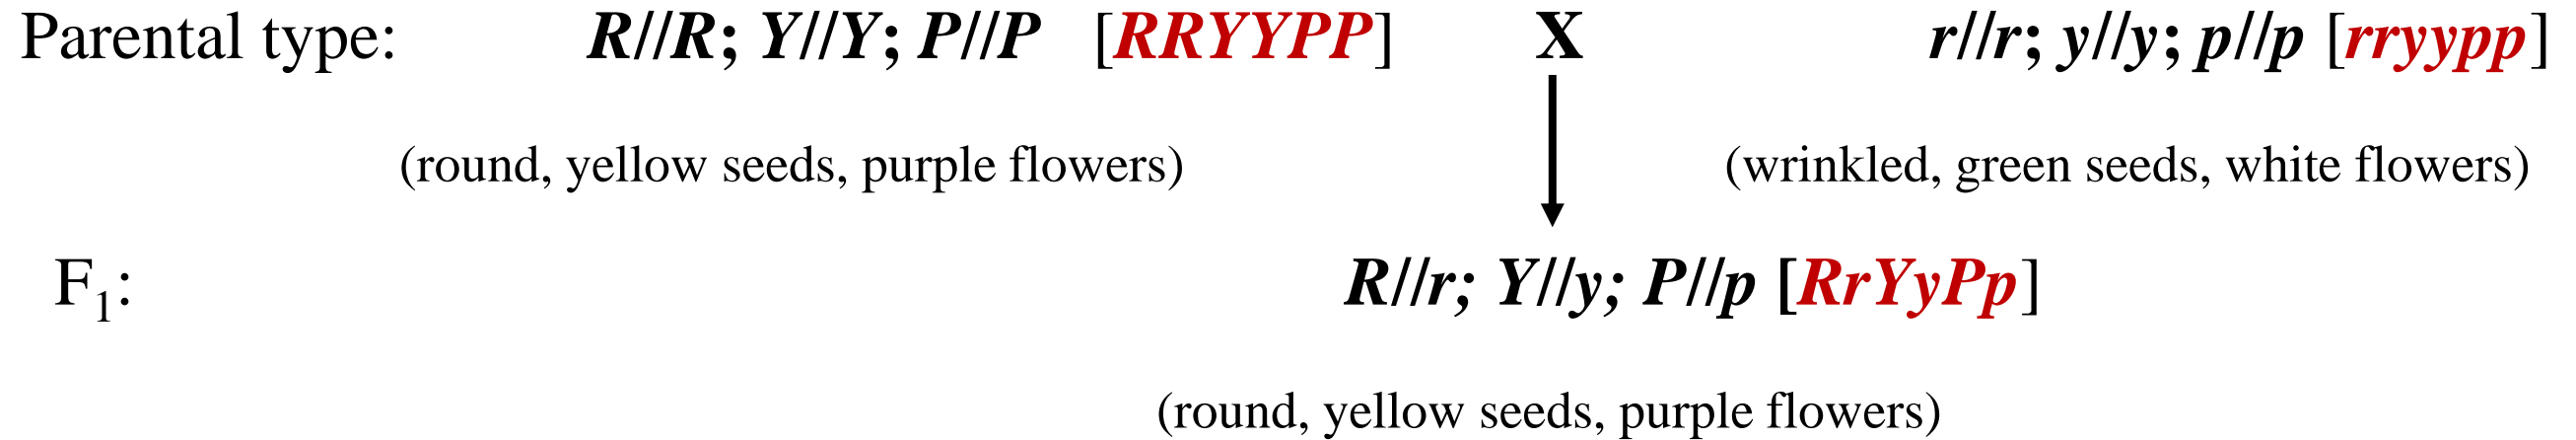 Parental type: R//R; Y//Y; P//P [RRYYPP] X r//r; y//y; p//p [rryypp]
(round, yellow seeds, purple flowers) (wrinkled, green seeds, white flowers)
F1: R//r; Y//y; P//p [RrYyPp]
(round, yellow seeds, purple flowers)